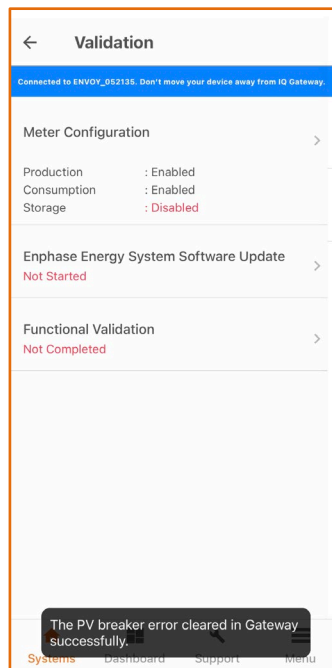 Validation
Connected to ENVOY_052135. Don't move your device away from IQ Gateway.
Meter Configuration
Production : Enabled
Consumption : Enabled
Storage : Disabled
Enphase Energy System Software Update
Not Started
Functional Validation
Not Completed
The PV breaker error cleared in Gateway
successfully.
Systems Dashboard Support Menu